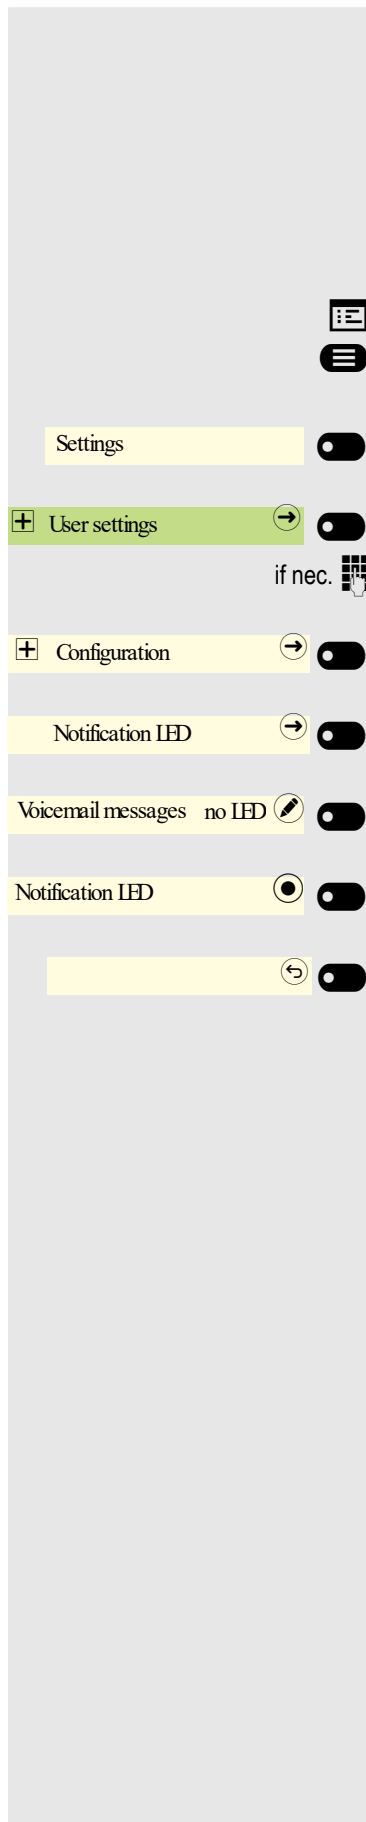 Settings
User settings
if nec.
Configuration
Notification LED
Voicemail messages no LED
Notification LED